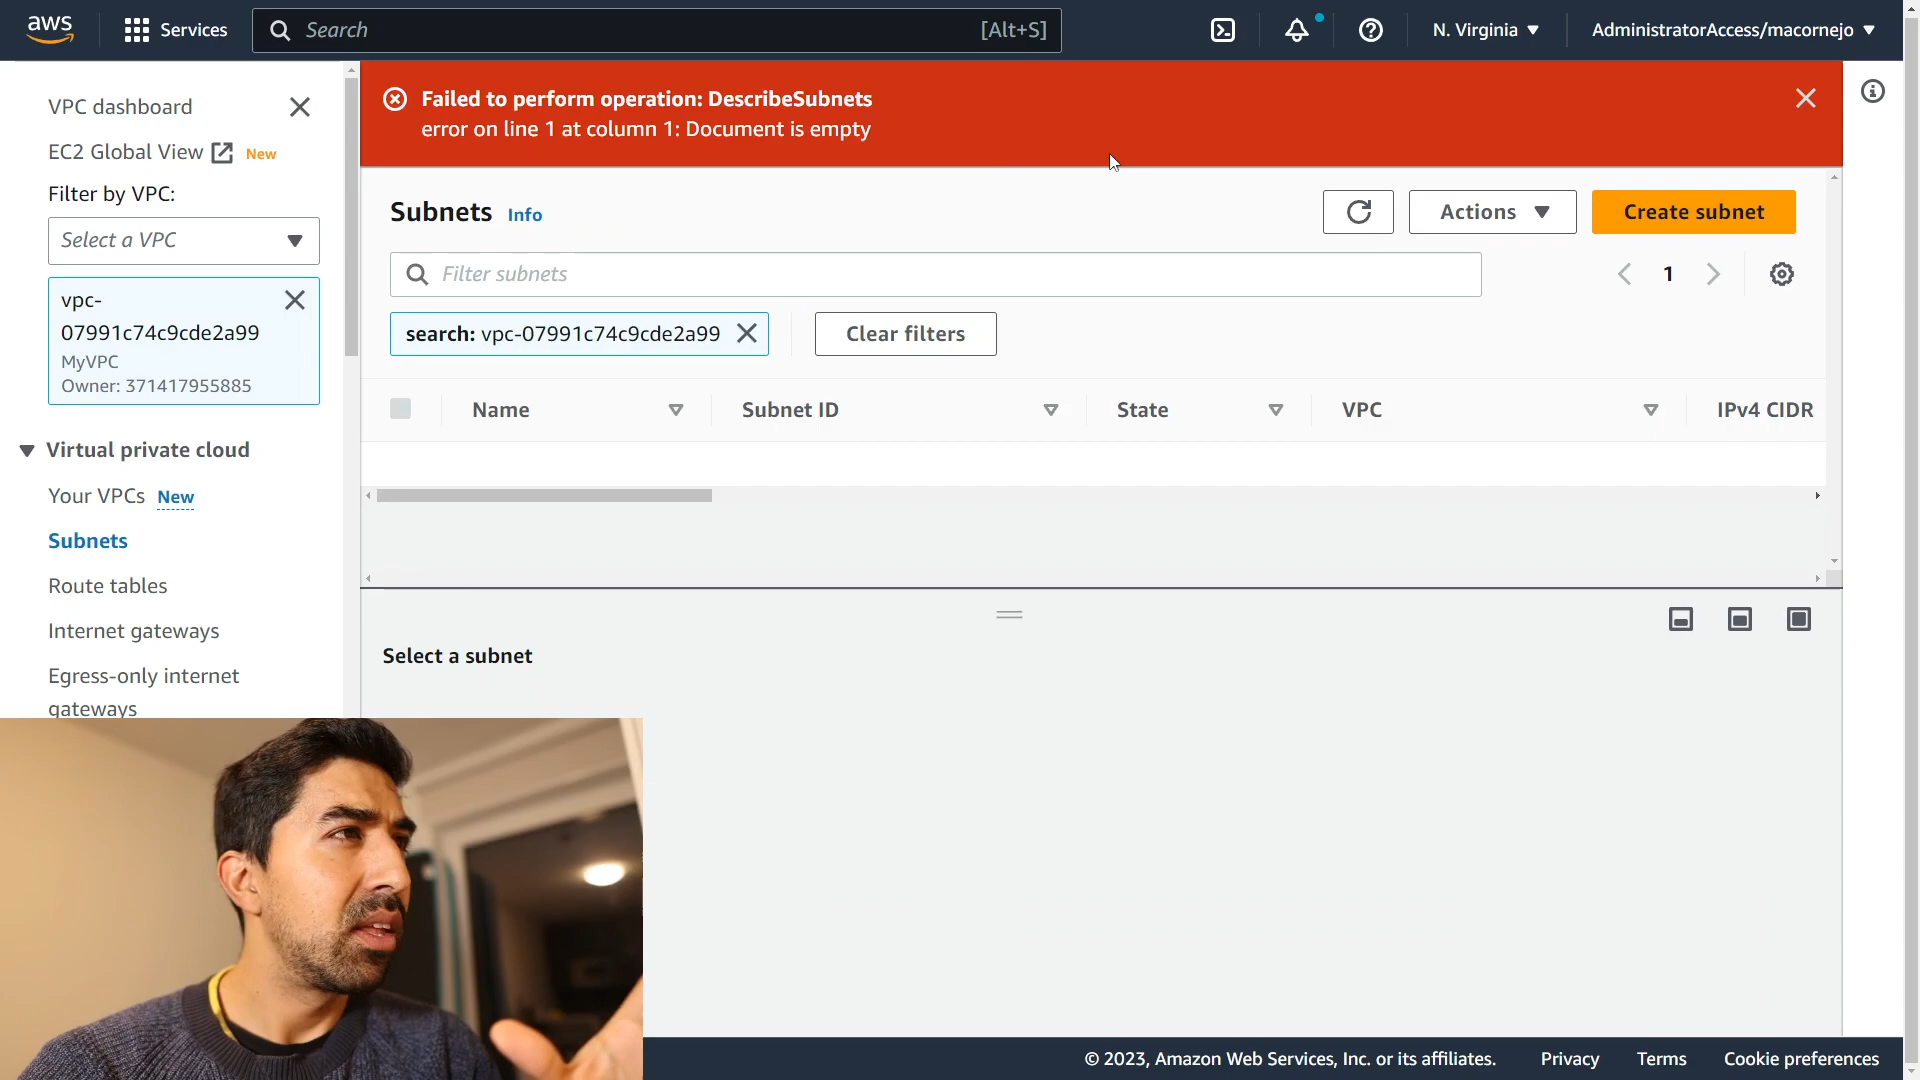 aws
Services
Search
[Alt+S]
N. Virginia
AdministratorAccess/macornejo
VPC dashboard
EC2 Global View
New
Filter by VPC:
Select a VPC
vpc-
07991c74c9cde2a99
MyVPC
Owner: 371417955885
Virtual private cloud
Your VPCs New
Subnets
Route tables
Internet gateways
Egress-only internet
gateways
Failed to perform operation: DescribeSubnets
error on line 1 at column 1: Document is empty
Subnets Info
Actions
Create subnet
Filter subnets
1
search: vpc-07991c74c9cde2a99
Clear filters
Name
Subnet ID
State
VPC
IPv4 CIDR
Select a subnet
© 2023, Amazon Web Services, Inc. or its affiliates.
Privacy
Terms
Cookie preferences